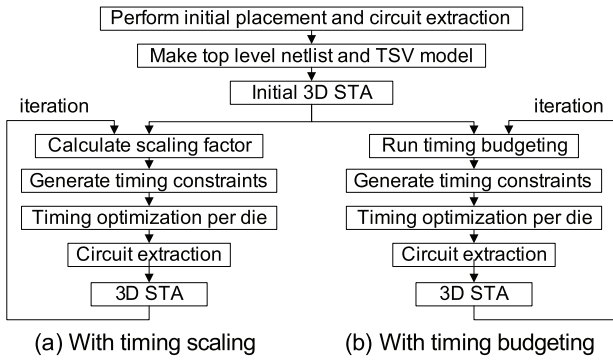 Perform initial placement and circuit extraction
Make top level netlist and TSV model
Initial 3D STA
iteration
iteration
Calculate scaling factor
Run timing budgeting
Generate timing constraints
Generate timing constraints
Timing optimization per die
Timing optimization per die
Circuit extraction
Circuit extraction
3D STA
3D STA
(a) With timing scaling
(b) With timing budgeting